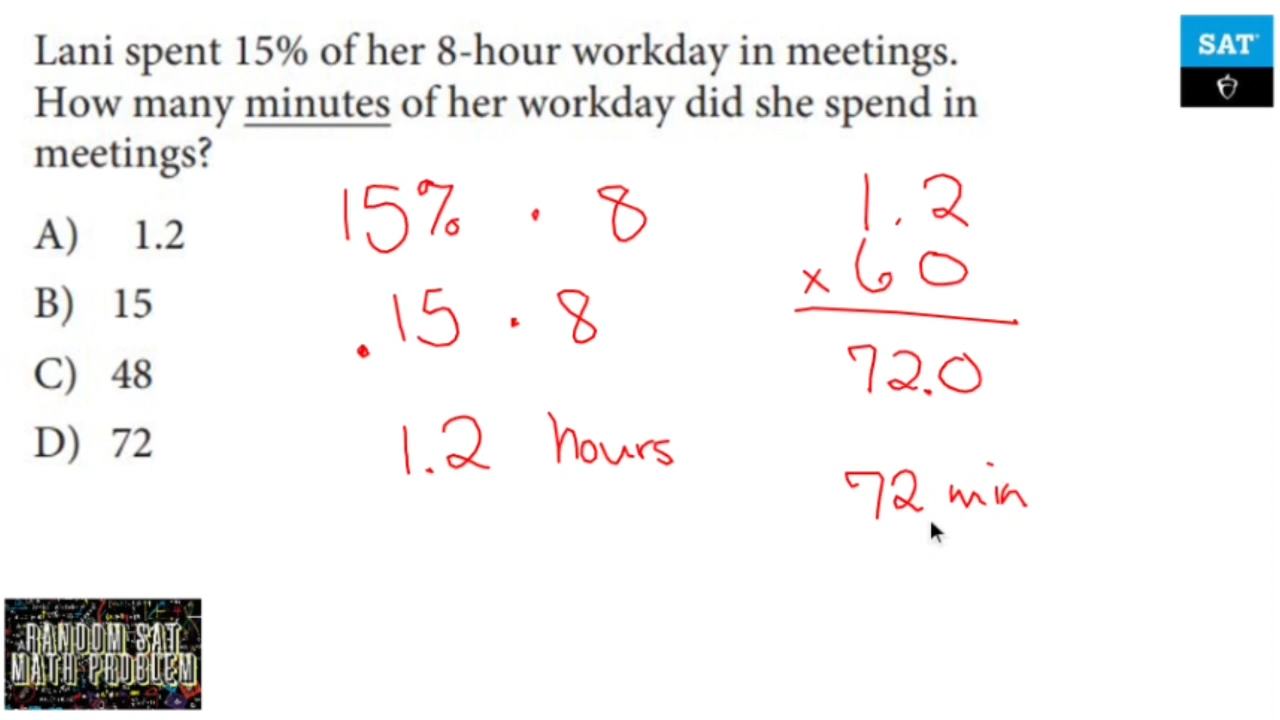 Lani spent 15% of her 8-hour workday in meetings.
How many minutes of her workday did she spend in
meetings?
A) 1.2
B) 15
C) 48
D) 72
15% · 8
.15 · 8
1.2 hours
1.2
x 60
72.0
72 min
SAT
RANDOM SAT
MATH PROBLEM